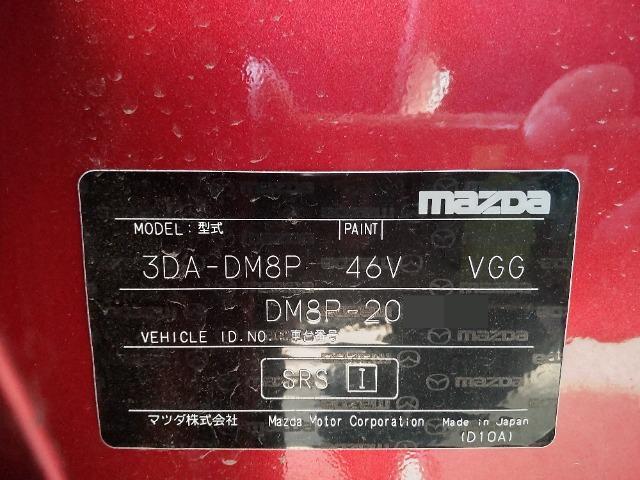 mazda
MODEL: 型式 PAINT
3DA-DM8P 46V VGG
DM8P-20
VEHICLE ID.NO. 車台番号
SRS I
マツダ株式会社 Mazda Motor Corporation Made in Japan
(D10A)